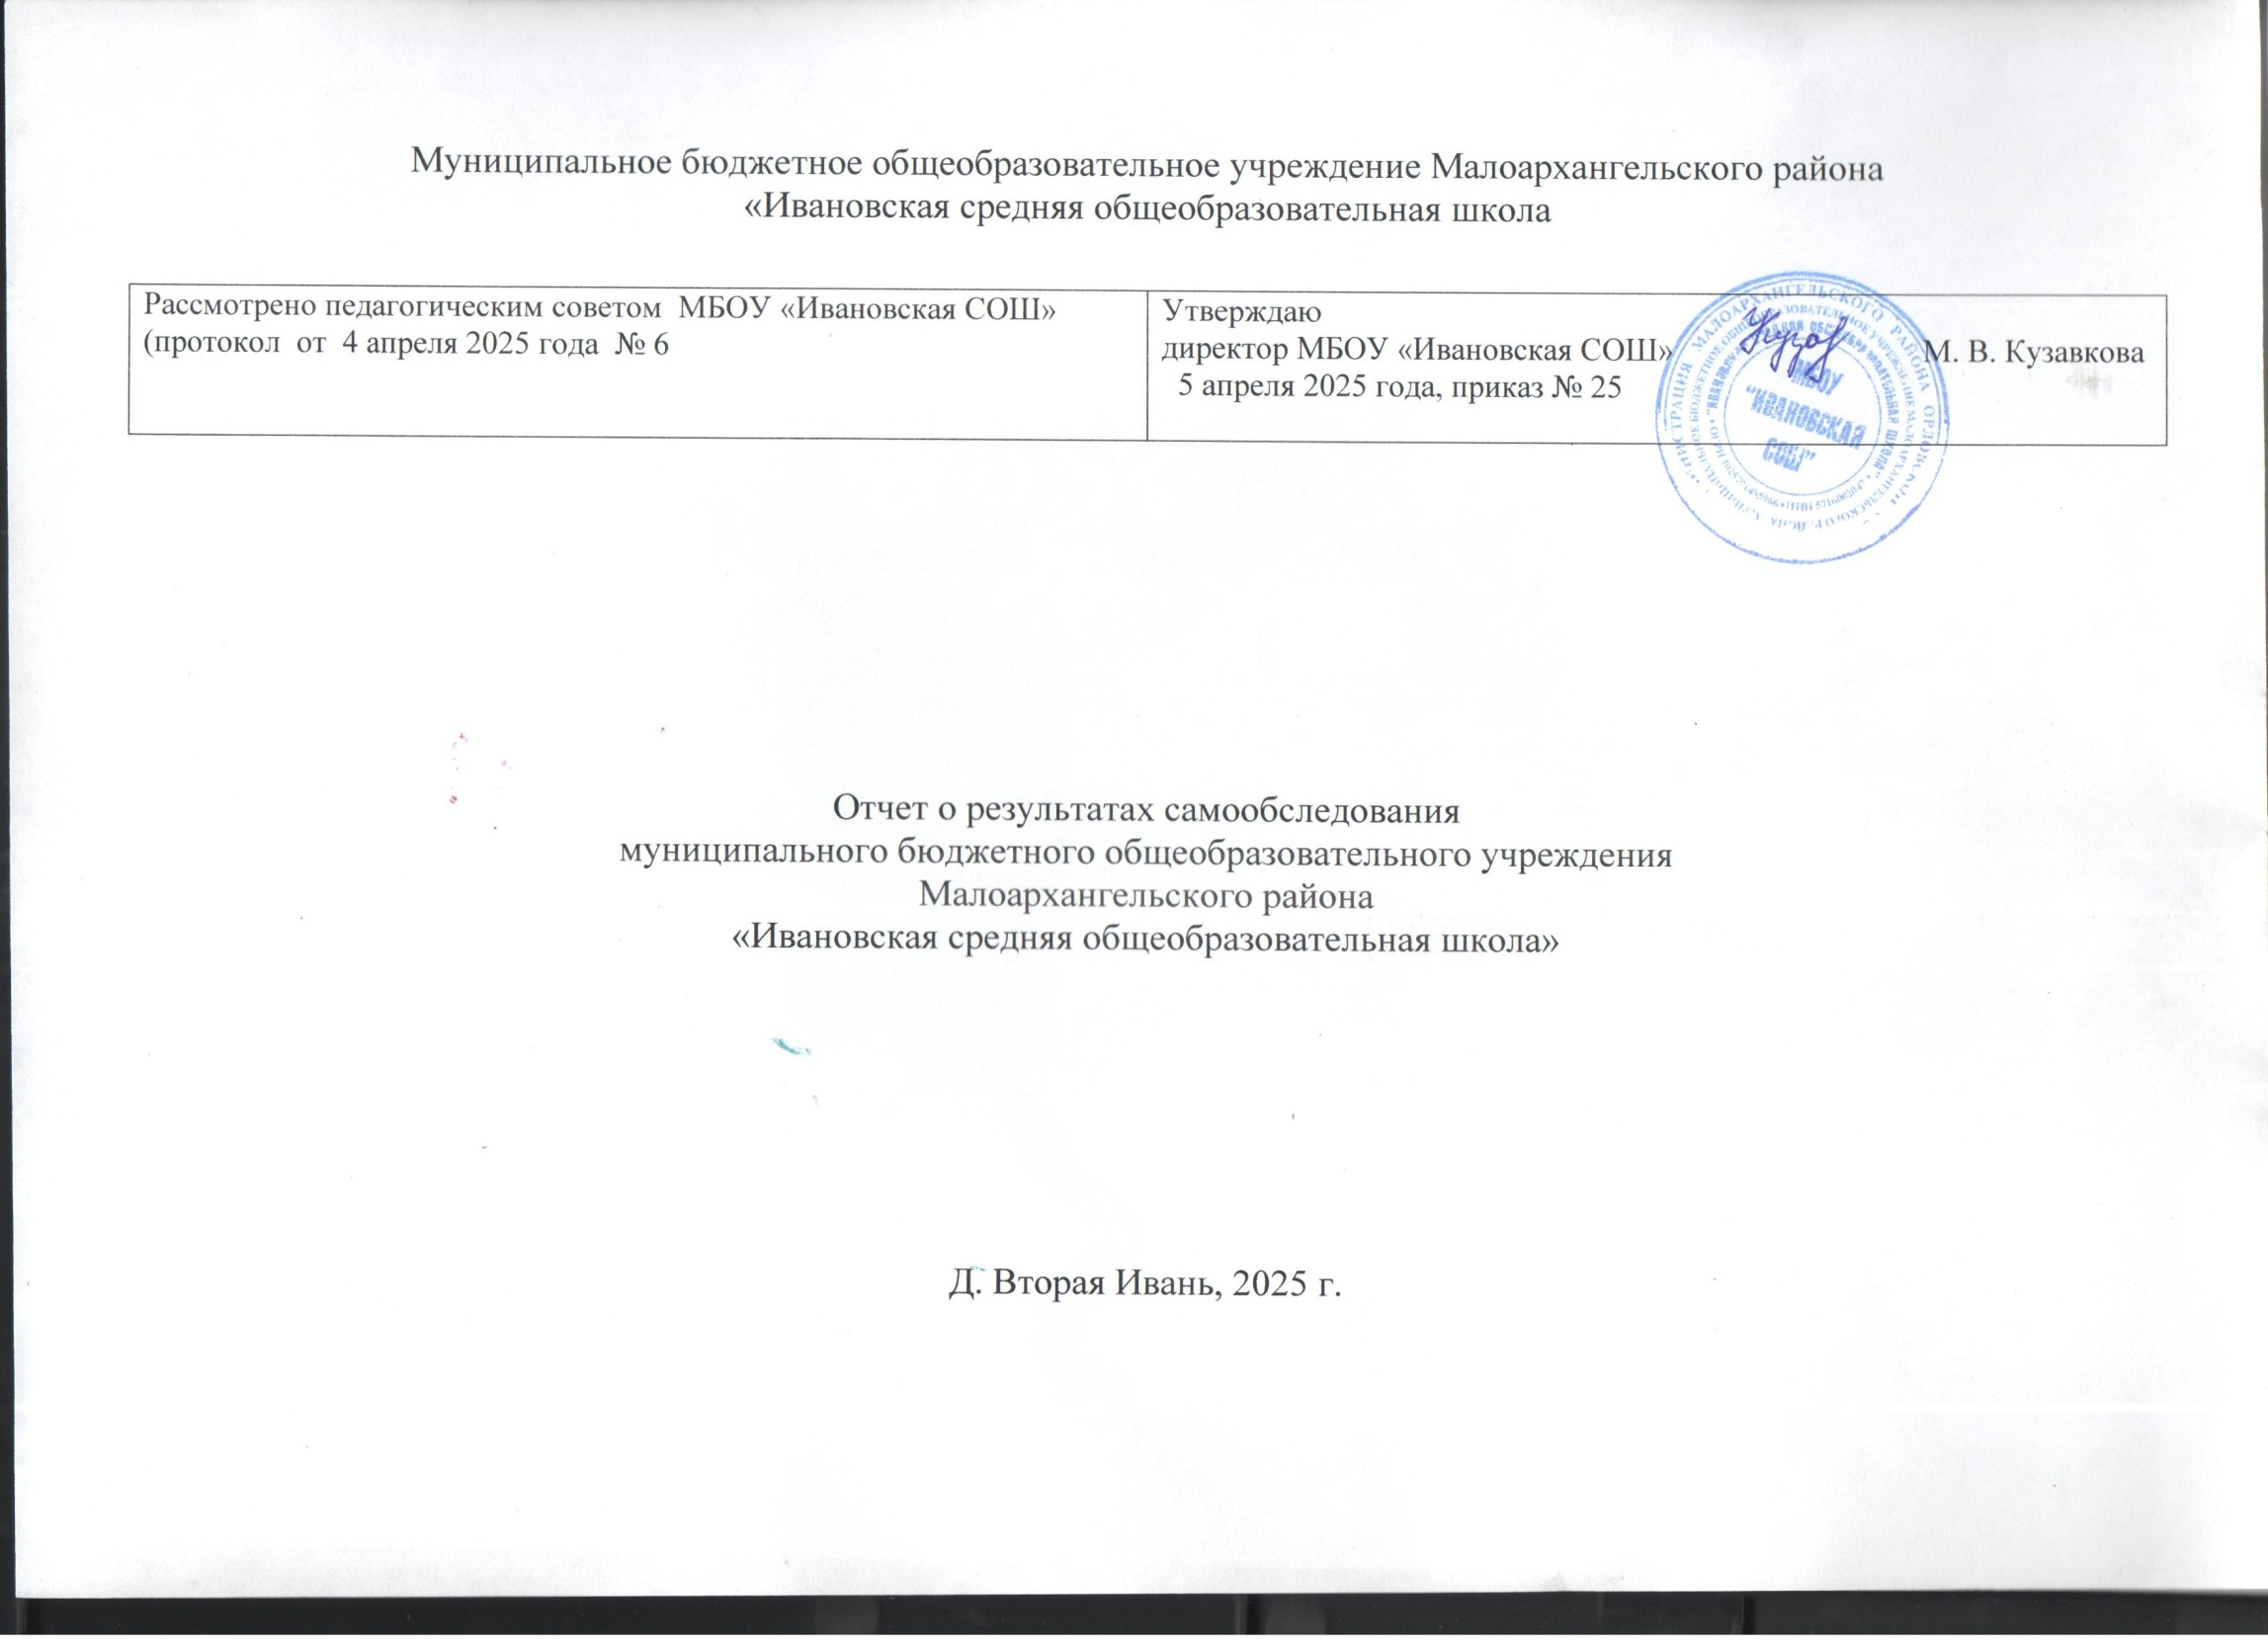 Муниципальное бюджетное общеобразовательное учреждение Малоархангельского района
«Ивановская средняя общеобразовательная школа
Рассмотрено педагогическим советом МБОУ «Ивановская СОШ»
(протокол от 4 апреля 2025 года № 6
Утверждаю
директор МБОУ «Ивановская СОШ» М. В. Кузавкова
5 апреля 2025 года, приказ № 25
МАЛОАРХАНГЕЛЬСКОГО РАЙОНА
МБОУ
"ИВАНОВСКАЯ
СОШ"
Отчет о результатах самообследования
муниципального бюджетного общеобразовательного учреждения
Малоархангельского района
«Ивановская средняя общеобразовательная школа»
Д. Вторая Ивань, 2025 г.